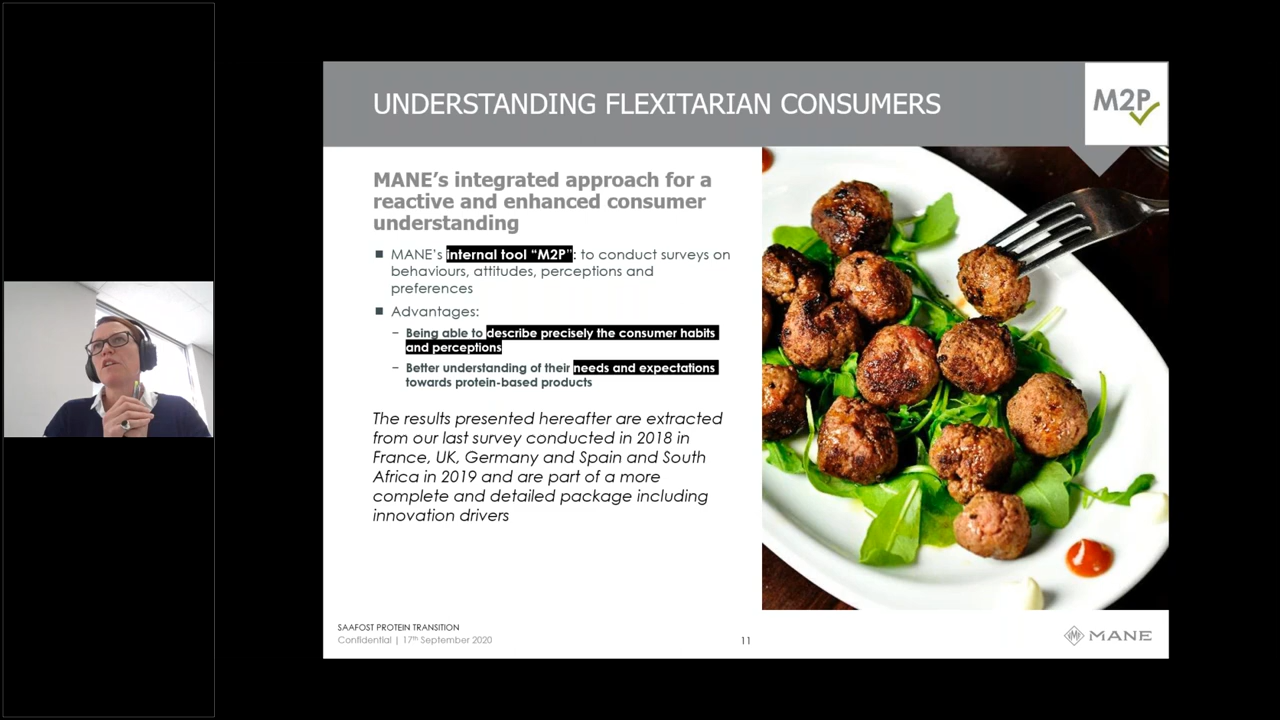 UNDERSTANDING FLEXITARIAN CONSUMERS
M2P
MANE’s integrated approach for a
reactive and enhanced consumer
understanding
MANE’s internal tool “M2P”: to conduct surveys on
behaviours, attitudes, perceptions and
preferences
Advantages:
– Being able to describe precisely the consumer habits
and perceptions
– Better understanding of their needs and expectations
towards protein-based products
The results presented hereafter are extracted
from our last survey conducted in 2018 in
France, UK, Germany and Spain and South
Africa in 2019 and are part of a more
complete and detailed package including
innovation drivers
SAAFOST PROTEIN TRANSITION
Confidential | 17th September 2020
11
MANE